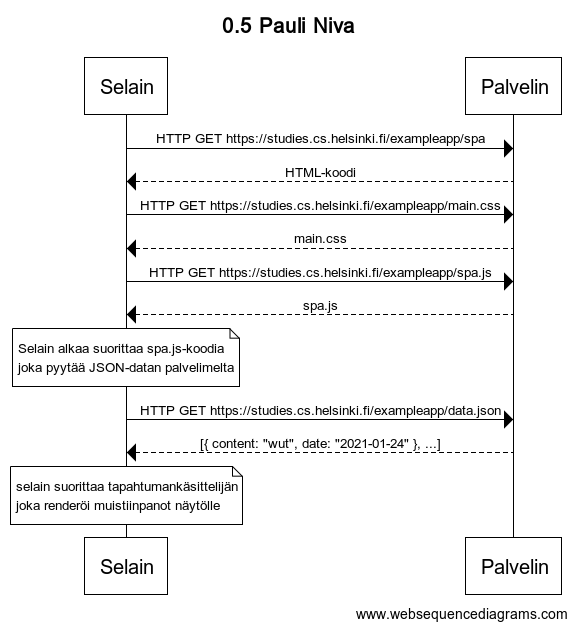 0.5 Pauli Niva
Selain
Palvelin
HTTP GET https://studies.cs.helsinki.fi/exampleapp/spa
HTML-koodi
HTTP GET https://studies.cs.helsinki.fi/exampleapp/main.css
main.css
HTTP GET https://studies.cs.helsinki.fi/exampleapp/spa.js
spa.js
Selain alkaa suorittaa spa.js-koodia
joka pyytää JSON-datan palvelimelta
HTTP GET https://studies.cs.helsinki.fi/exampleapp/data.json
[{ content: "wut", date: "2021-01-24" }, ...]
selain suorittaa tapahtumankäsittelijän
joka renderöi muistiinpanot näytölle
Selain
Palvelin
www.websequencediagrams.com